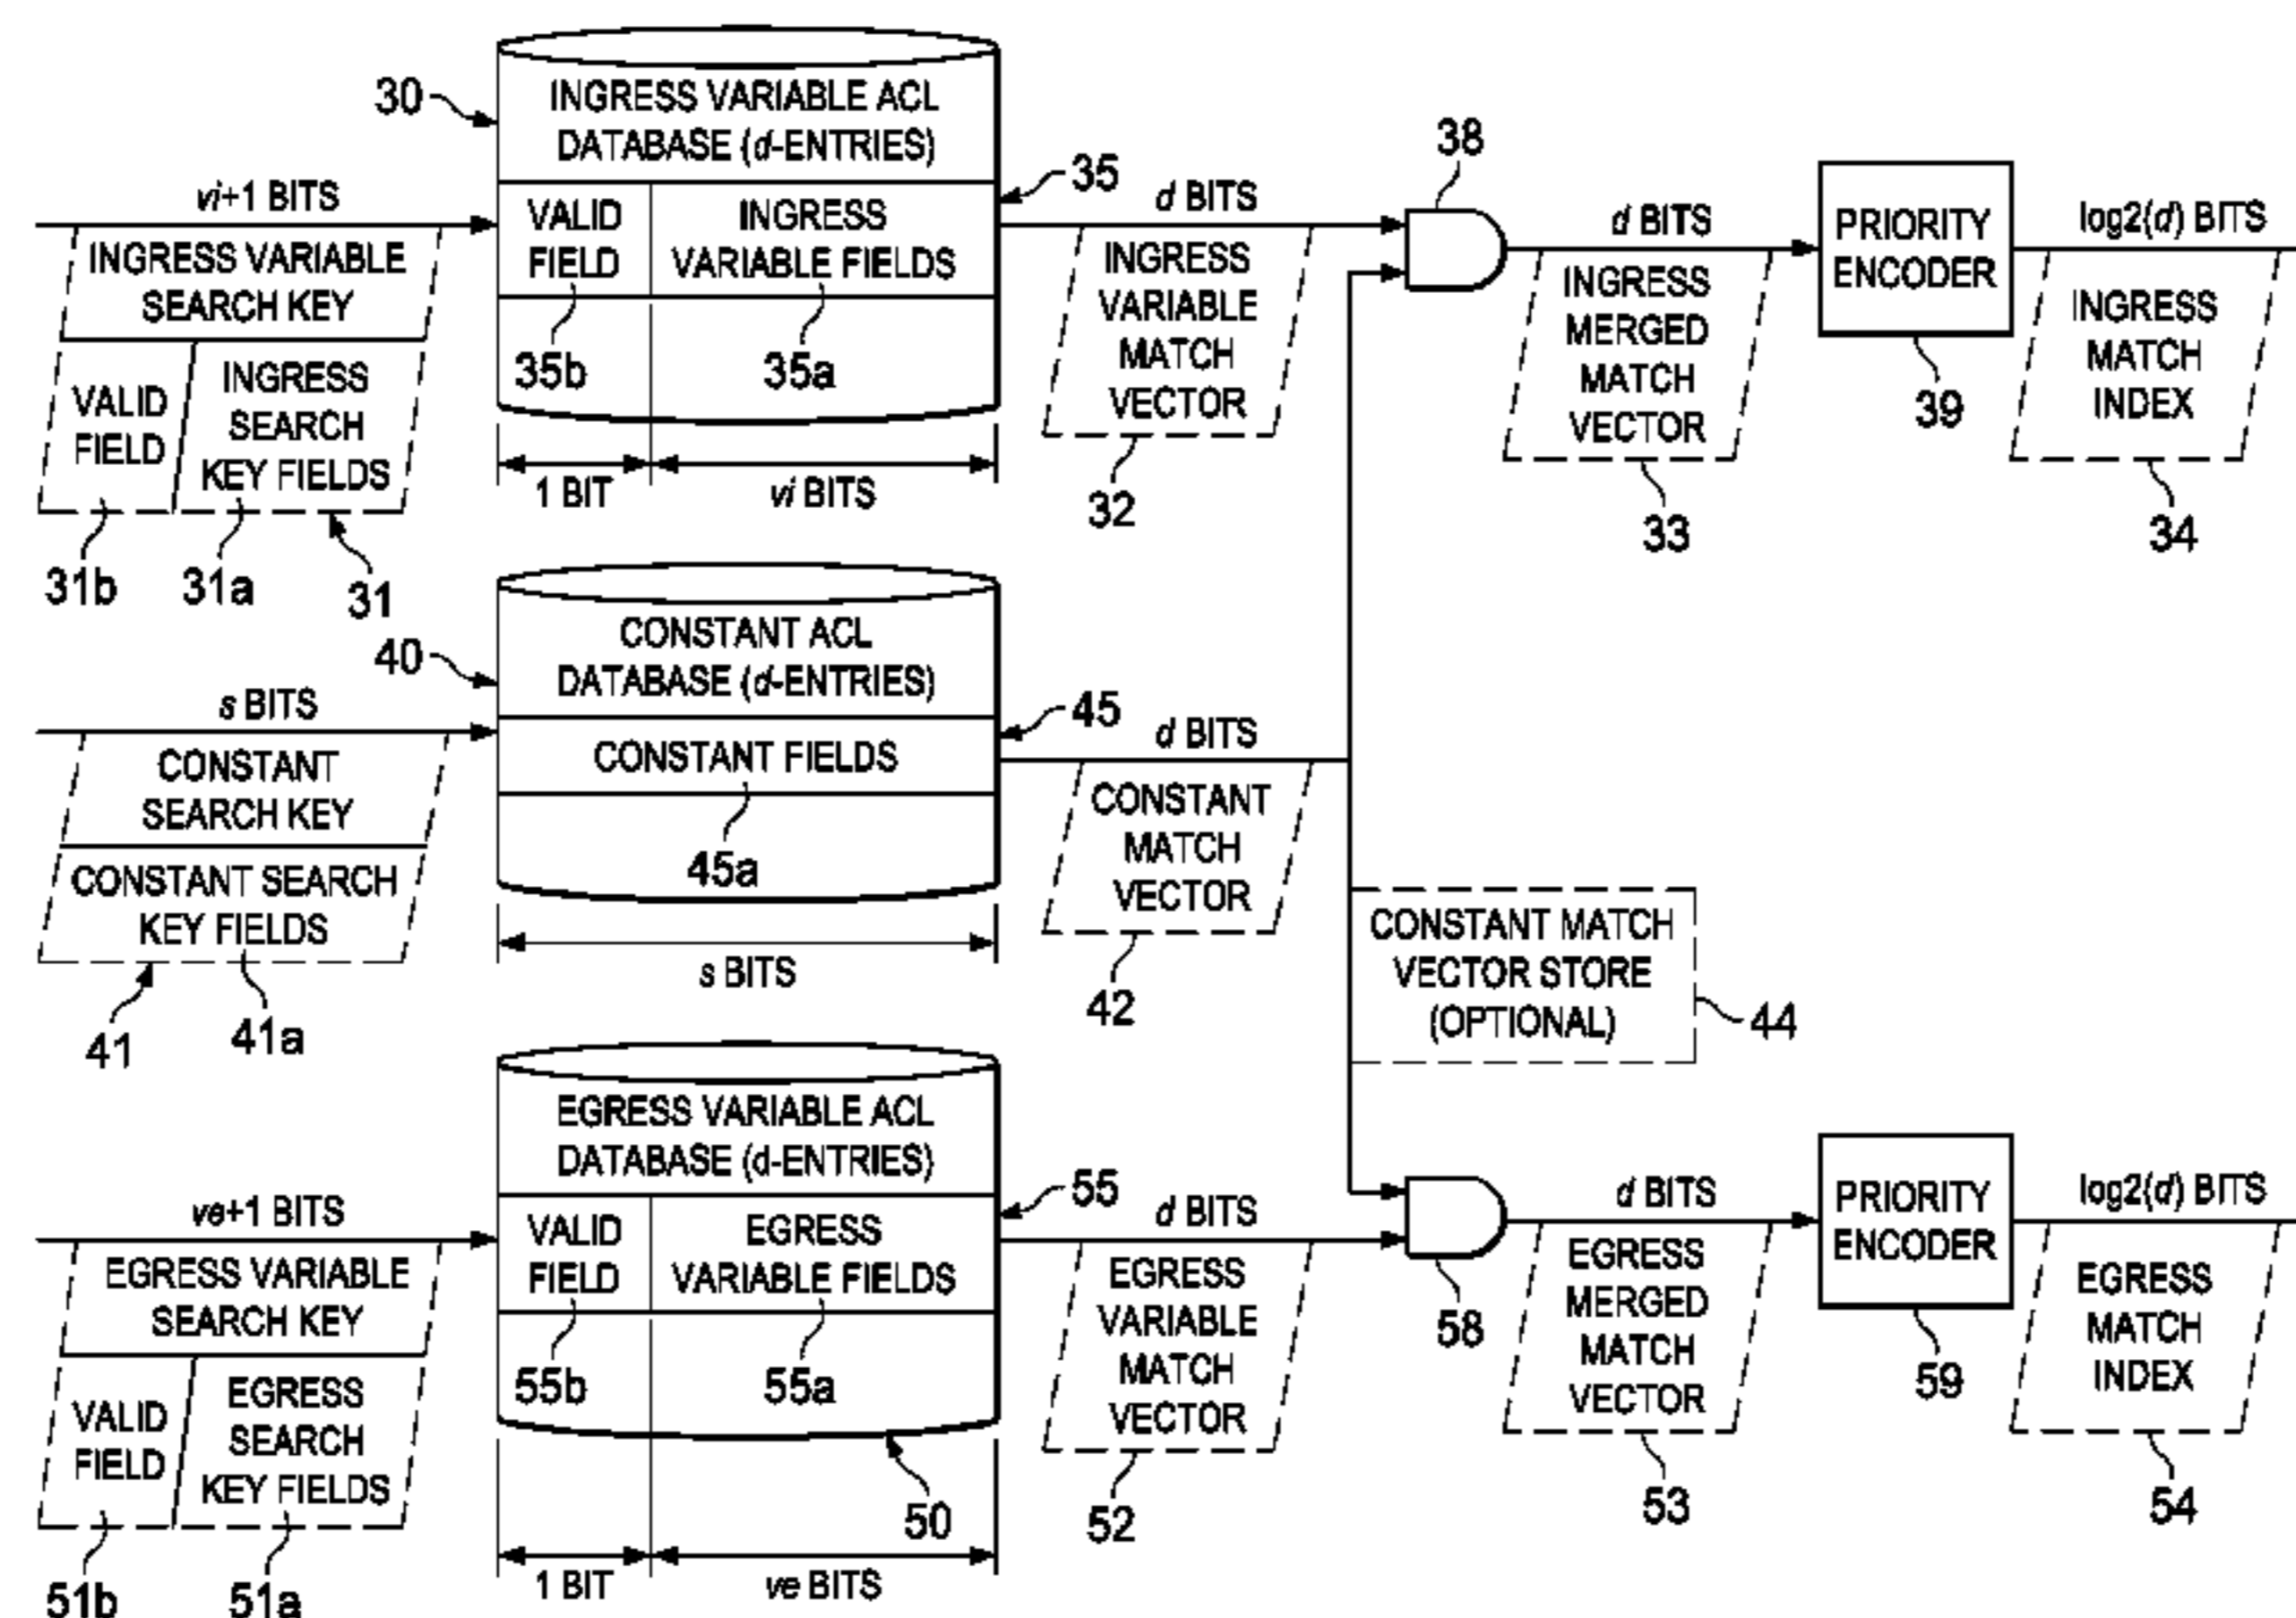 30
INGRESS VARIABLE ACL
DATABASE (d-ENTRIES)
vi+1 BITS
INGRESS VARIABLE
SEARCH KEY
VALID
FIELD
INGRESS
SEARCH
KEY FIELDS
31b
31a
31
VALID
FIELD
INGRESS
VARIABLE FIELDS
35b
35a
35
1 BIT
vi BITS
d BITS
INGRESS
VARIABLE
MATCH
VECTOR
32
38
d BITS
INGRESS
MERGED
MATCH
VECTOR
33
PRIORITY
ENCODER
39
log2(d) BITS
INGRESS
MATCH
INDEX
34
40
CONSTANT ACL
DATABASE (d-ENTRIES)
s BITS
CONSTANT
SEARCH KEY
CONSTANT SEARCH
KEY FIELDS
41
41a
CONSTANT FIELDS
45a
45
s BITS
d BITS
CONSTANT
MATCH
VECTOR
42
CONSTANT MATCH
VECTOR STORE
(OPTIONAL)
44
EGRESS VARIABLE ACL
DATABASE (d-ENTRIES)
ve+1 BITS
EGRESS VARIABLE
SEARCH KEY
VALID
FIELD
EGRESS
SEARCH
KEY FIELDS
51b
51a
VALID
FIELD
EGRESS
VARIABLE FIELDS
55b
55a
55
50
1 BIT
ve BITS
d BITS
EGRESS
VARIABLE
MATCH
VECTOR
52
58
d BITS
EGRESS
MERGED
MATCH
VECTOR
53
PRIORITY
ENCODER
59
log2(d) BITS
EGRESS
MATCH
INDEX
54